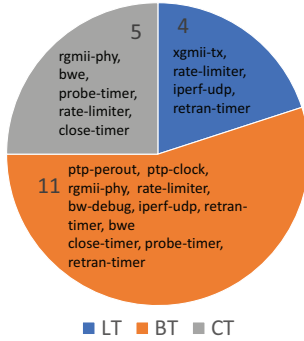 5
rgmii-phy,
bwe,
probe-timer,
rate-limiter,
close-timer
4
xgmii-tx,
rate-limiter,
iperf-udp,
retran-timer
11
ptp-perout, ptp-clock,
rgmii-phy, rate-limiter,
bw-debug, iperf-udp, retran-
timer, bwe
close-timer, probe-timer,
retran-timer
LT BT CT